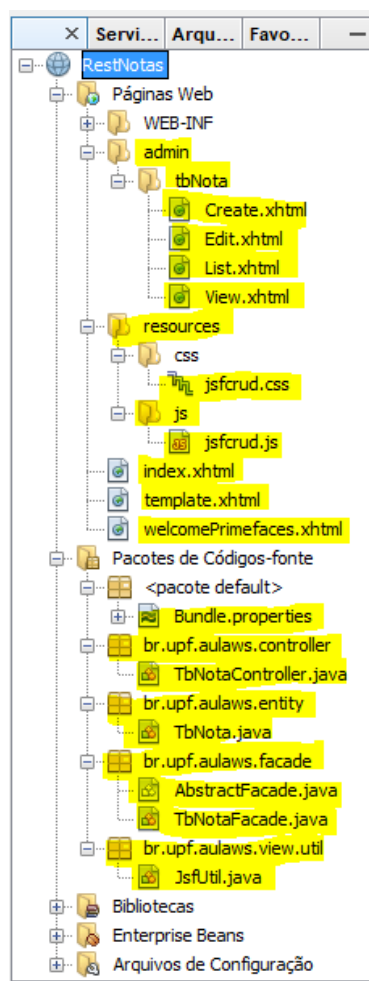 Servi... Arqu... Favo...
RestNotas
Páginas Web
WEB-INF
admin
tbNota
Create.xhtml
Edit.xhtml
List.xhtml
View.xhtml
resources
css
jsfcrud.css
js
jsfcrud.js
index.xhtml
template.xhtml
welcomePrimefaces.xhtml
Pacotes de Códigos-fonte
<pacote default>
Bundle.properties
br.upf.aulaws.controller
TbNotaController.java
br.upf.aulaws.entity
TbNota.java
br.upf.aulaws.facade
AbstractFacade.java
TbNotaFacade.java
br.upf.aulaws.view.util
JsfUtil.java
Bibliotecas
Enterprise Beans
Arquivos de Configuração